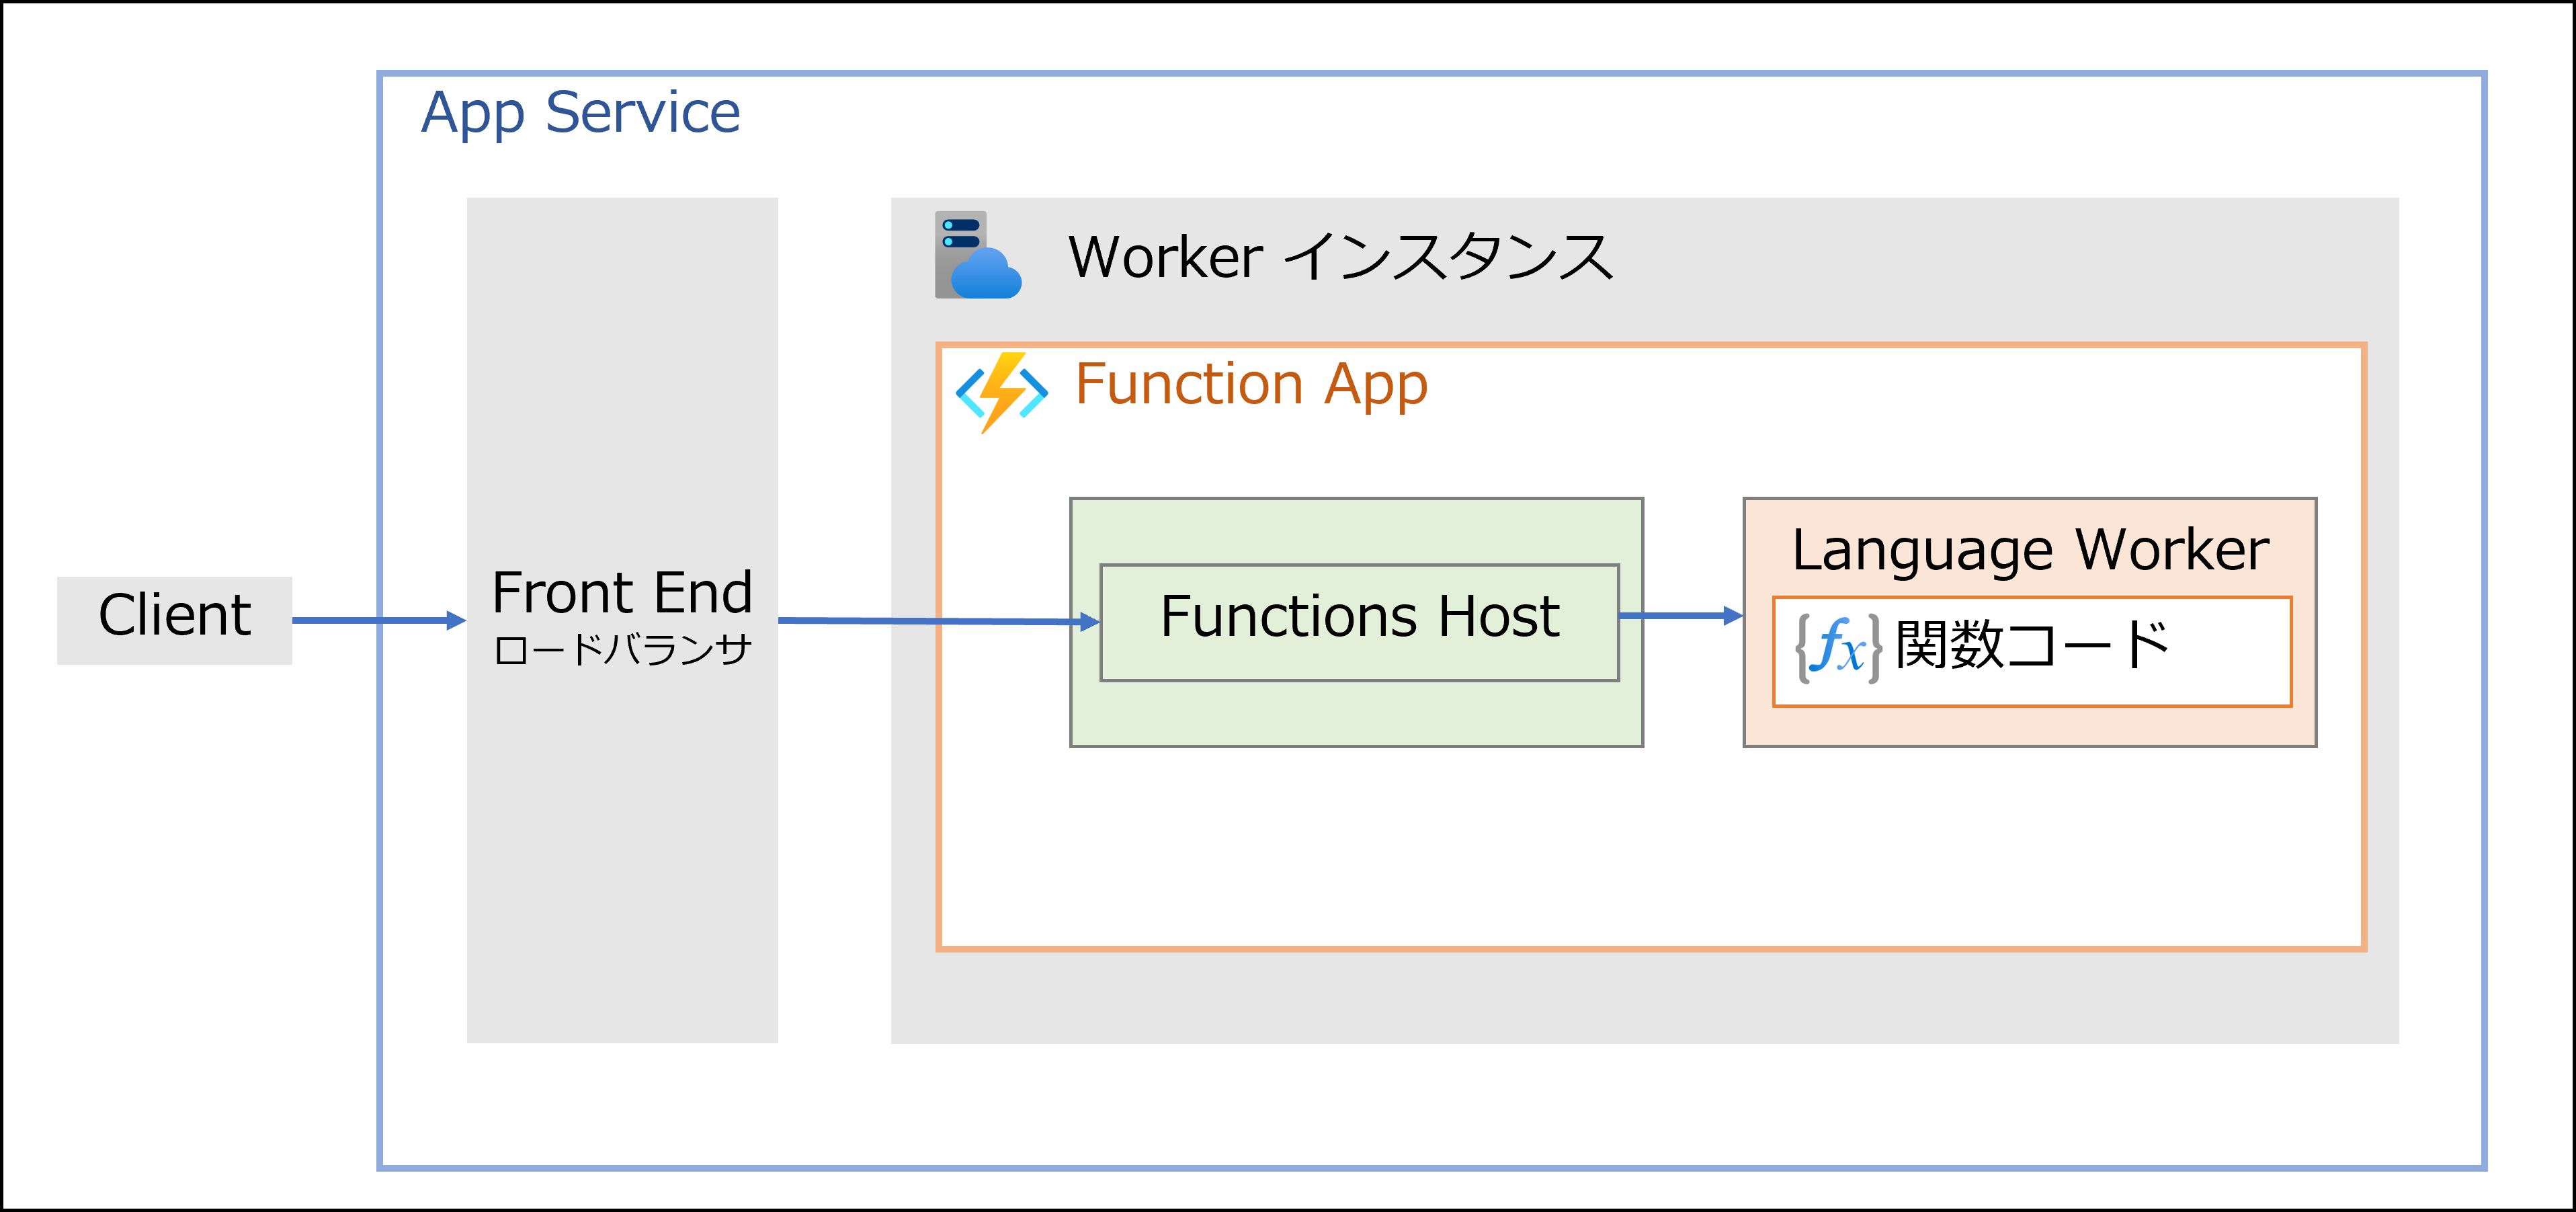 App Service
Worker インスタンス
Function App
Client
Front End
ロードバランサ
Functions Host
Language Worker
{fx} 関数コード